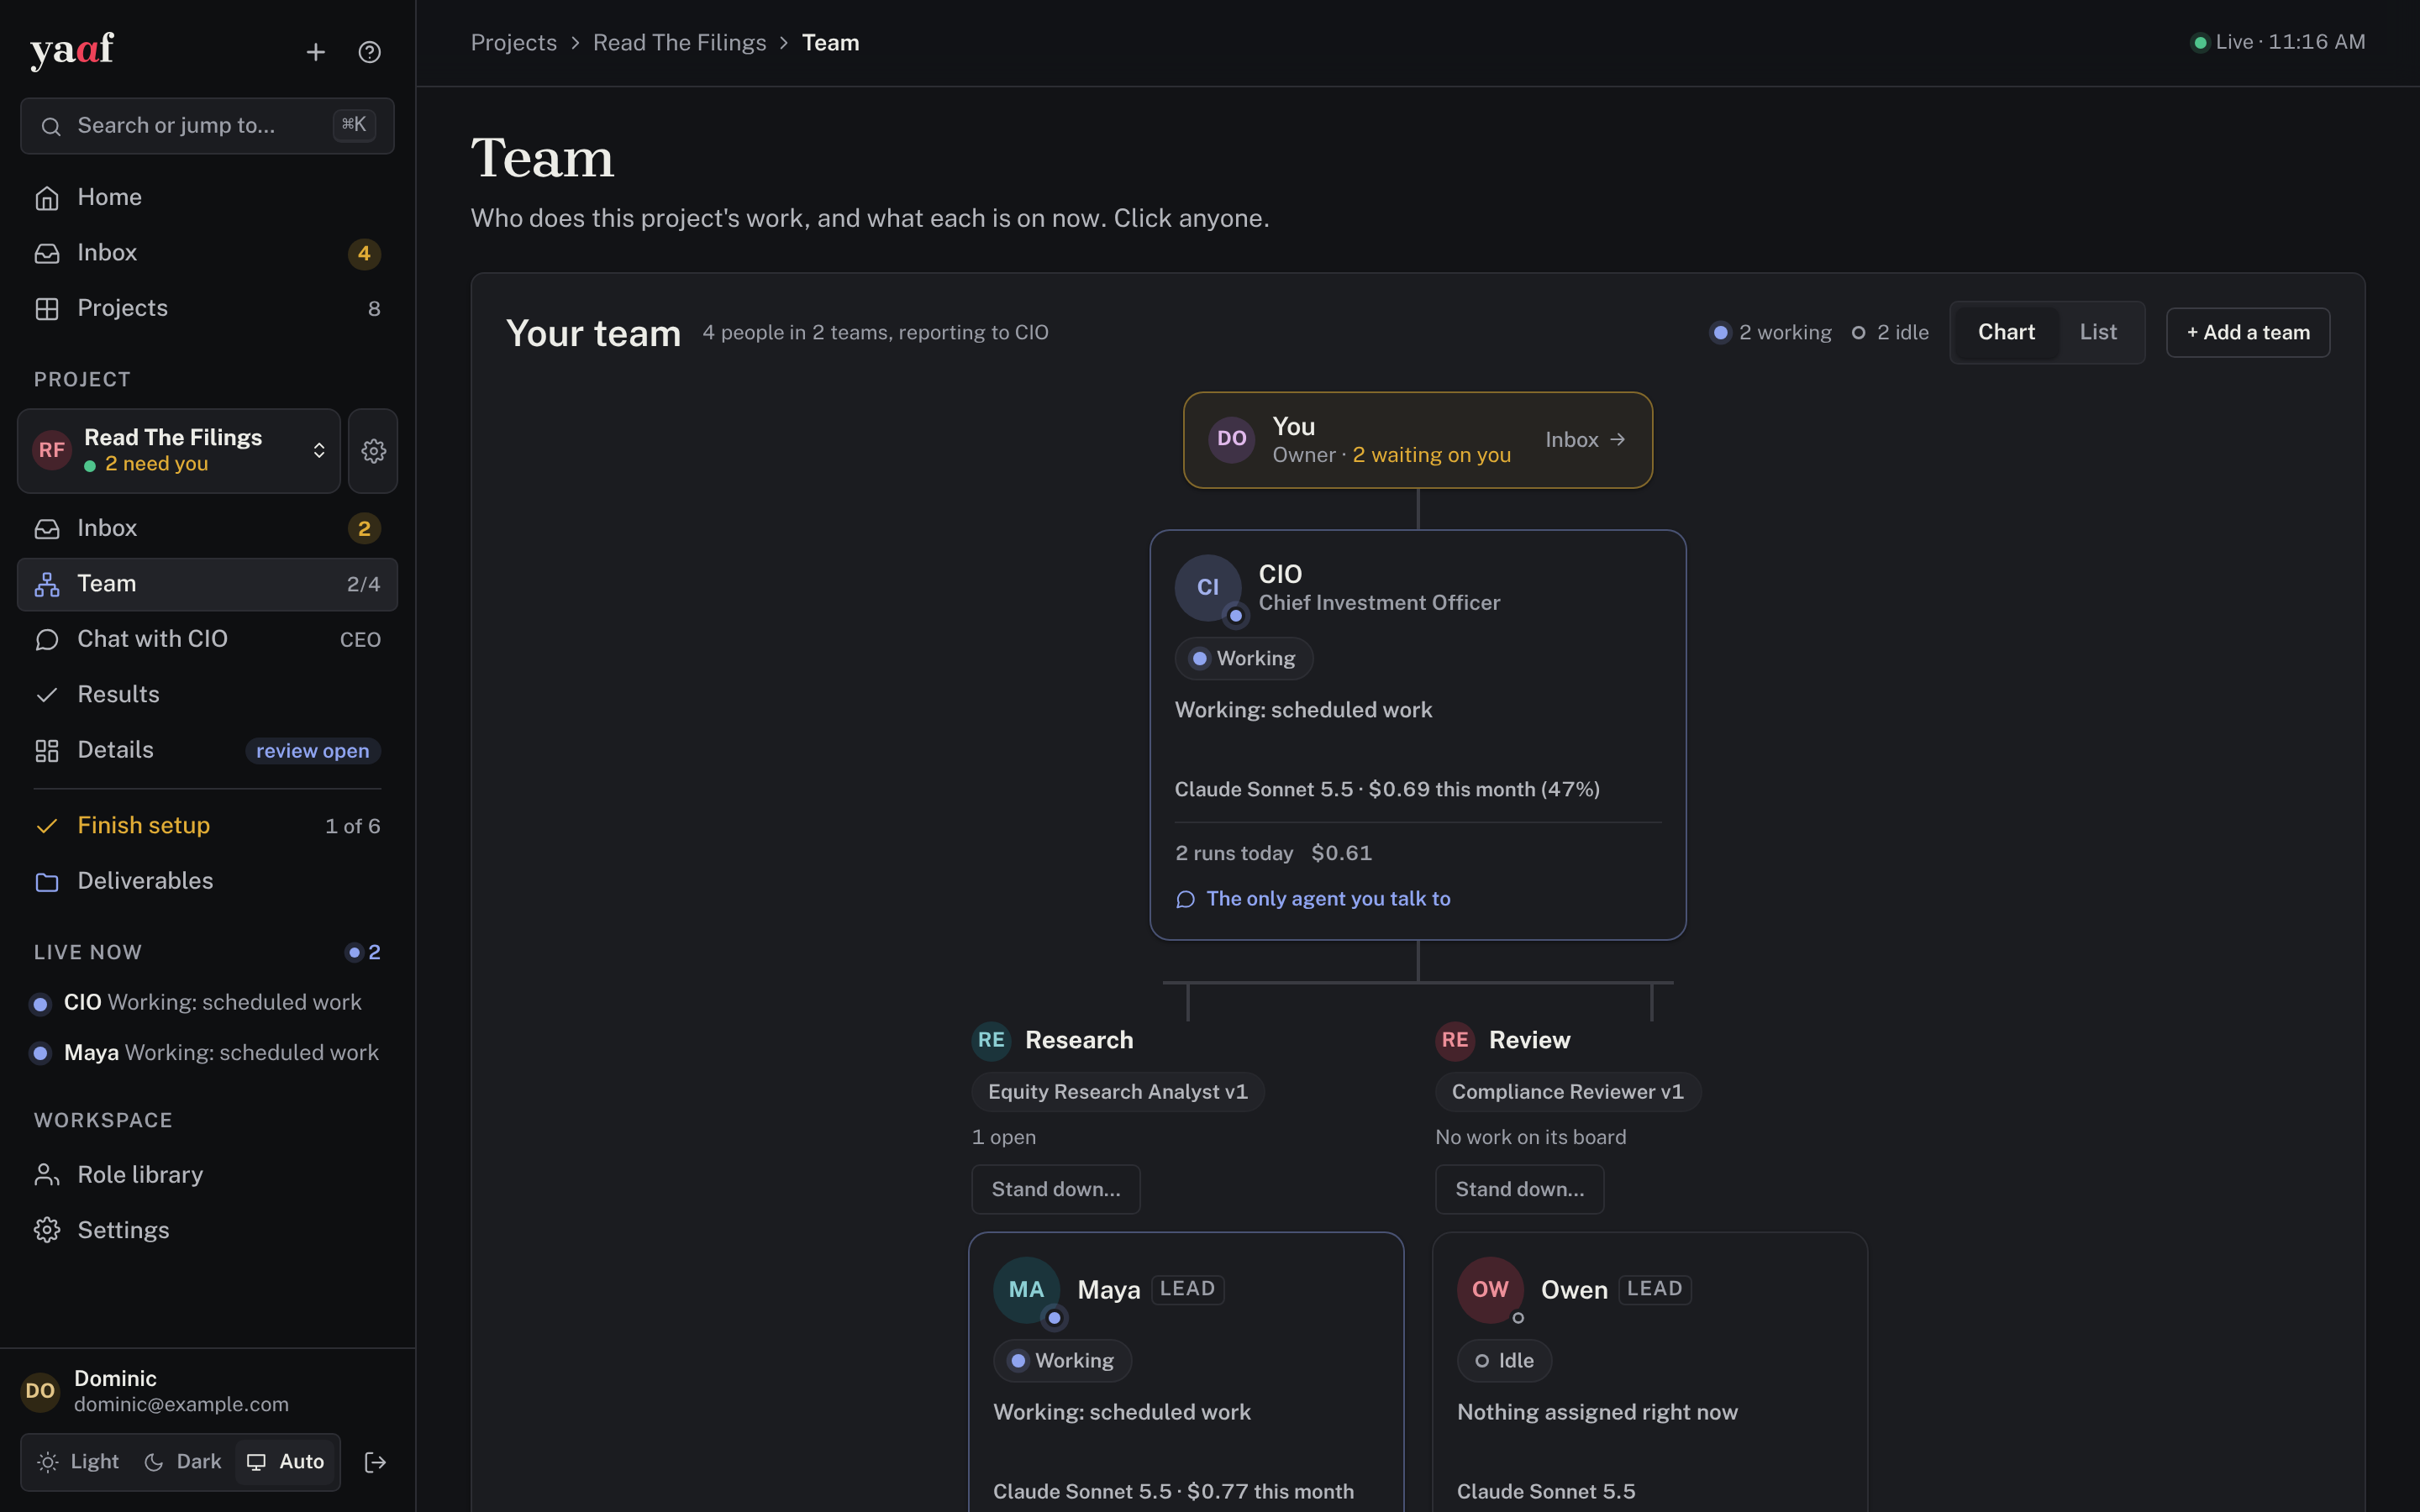 yaaf
Search or jump to...
⌘K
Home
Inbox
4
Projects
8
PROJECT
RF
Read The Filings
2 need you
Inbox
2
Team
2/4
Chat with CIO
CEO
Results
Details
review open
Finish setup
1 of 6
Deliverables
LIVE NOW
2
CIO Working: scheduled work
Maya Working: scheduled work
WORKSPACE
Role library
Settings
DO
Dominic
dominic@example.com
Light
Dark
Auto
Projects > Read The Filings > Team
Live · 11:16 AM
Team
Who does this project's work, and what each is on now. Click anyone.
Your team
4 people in 2 teams, reporting to CIO
2 working
2 idle
Chart
List
+ Add a team
DO
You
Owner · 2 waiting on you
Inbox →
CI
CIO
Chief Investment Officer
Working
Working: scheduled work
Claude Sonnet 5.5 · $0.69 this month (47%)
2 runs today $0.61
The only agent you talk to
RE
Research
Equity Research Analyst v1
1 open
Stand down...
MA
Maya
LEAD
Working
Working: scheduled work
Claude Sonnet 5.5 · $0.77 this month
RE
Review
Compliance Reviewer v1
No work on its board
Stand down...
OW
Owen
LEAD
Idle
Nothing assigned right now
Claude Sonnet 5.5